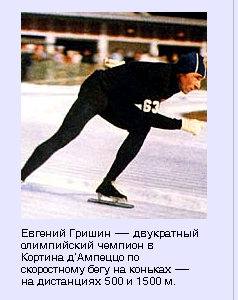 63
Евгений Гришин — двукратный
олимпийский чемпион в
Кортина д'Ампеццо по
скоростному бегу на коньках —
на дистанциях 500 и 1500 м.